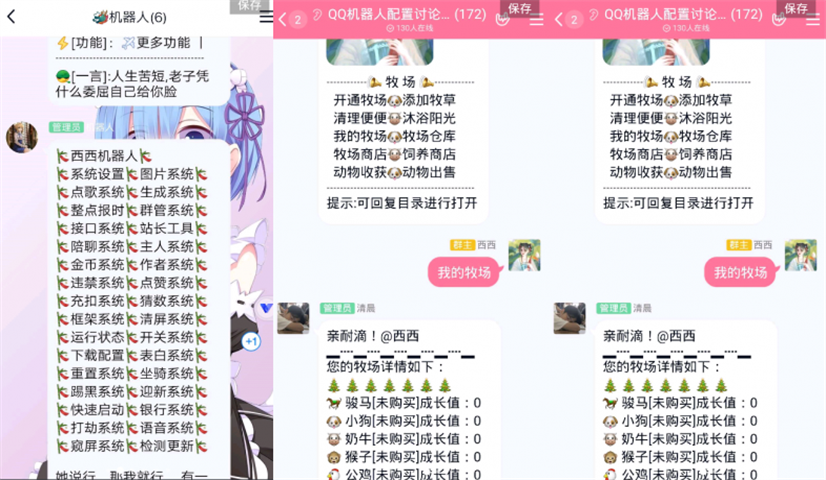 机器人(6)
保存
[功能]: 更多功能 |
[一言]:人生苦短,老子凭
什么委屈自己给你脸
管理员
西西机器人
系统设置 图片系统
点歌系统 生成系统
整点报时 群管系统
接口系统 站长工具
陪聊系统 主人系统
金币系统 作者系统
违禁系统 点赞系统
充扣系统 猜数系统
框架系统 清屏系统
运行状态 开关系统
下载配置 表白系统
重置系统 坐骑系统
踢黑系统 迎新系统
快速启动 银行系统
打劫系统 语音系统
窥屏系统 检测更新
她说行，那我就行， 有一
+1
2
QQ机器人配置讨论... (172)
保存
130人在线
牧 场
开通牧场 添加牧草
清理便便 沐浴阳光
我的牧场 牧场仓库
牧场商店 饲养商店
动物收获 动物出售
提示:可回复目录进行打开
群主 西西
我的牧场
管理员 清晨
亲耐滴！@西西
您的牧场详情如下：
骏马[未购买]成长值：0
小狗[未购买]成长值：0
奶牛[未购买]成长值：0
猴子[未购买]成长值：0
公鸡[未购买]成长值：0
2
QQ机器人配置讨论... (172)
保存
130人在线
牧 场
开通牧场 添加牧草
清理便便 沐浴阳光
我的牧场 牧场仓库
牧场商店 饲养商店
动物收获 动物出售
提示:可回复目录进行打开
群主 西西
我的牧场
管理员 清晨
亲耐滴！@西西
您的牧场详情如下：
骏马[未购买]成长值：0
小狗[未购买]成长值：0
奶牛[未购买]成长值：0
猴子[未购买]成长值：0
公鸡[未购买]成长值：0